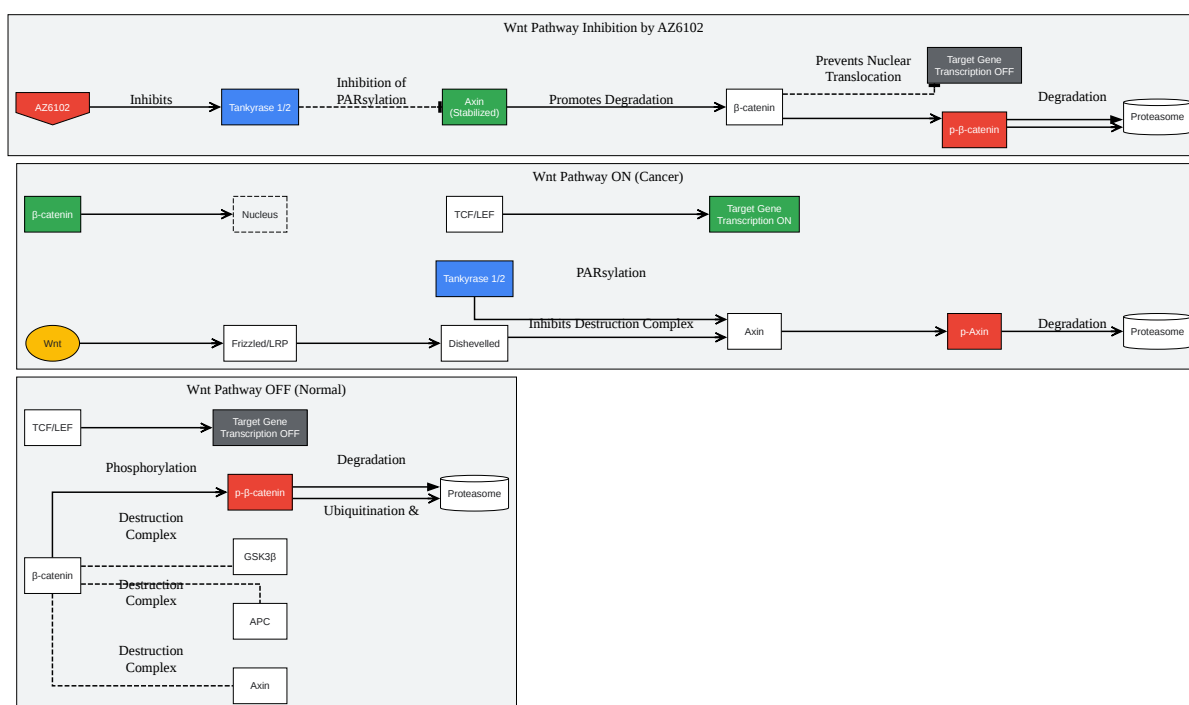 Wnt Pathway Inhibition by AZ6102
Prevents Nuclear
Translocation
Target Gene
Transcription OFF
Inhibition of
PARsylation
AZ6102
Inhibits
Tankyrase 1/2
Axin
(Stabilized)
Promotes Degradation
β-catenin
p-β-catenin
Degradation
Proteasome
Wnt Pathway ON (Cancer)
β-catenin
Nucleus
TCF/LEF
Target Gene
Transcription ON
Tankyrase 1/2
PARsylation
Wnt
Frizzled/LRP
Dishevelled
Inhibits Destruction Complex
Axin
p-Axin
Degradation
Proteasome
Wnt Pathway OFF (Normal)
TCF/LEF
Target Gene
Transcription OFF
Phosphorylation
p-β-catenin
Degradation
Ubiquitination &
Proteasome
Destruction
Complex
GSK3β
β-catenin
Destruction
Complex
APC
Destruction
Complex
Axin